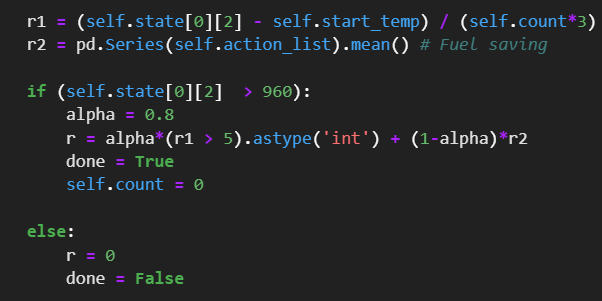 r1 = (self.state[0][2] - self.start_temp) / (self.count*3)
r2 = pd.Series(self.action_list).mean() # Fuel saving
if (self.state[0][2]  > 960):
    alpha = 0.8
    r = alpha*(r1 > 5).astype('int') + (1-alpha)*r2
    done = True
    self.count = 0
else:
    r = 0
    done = False